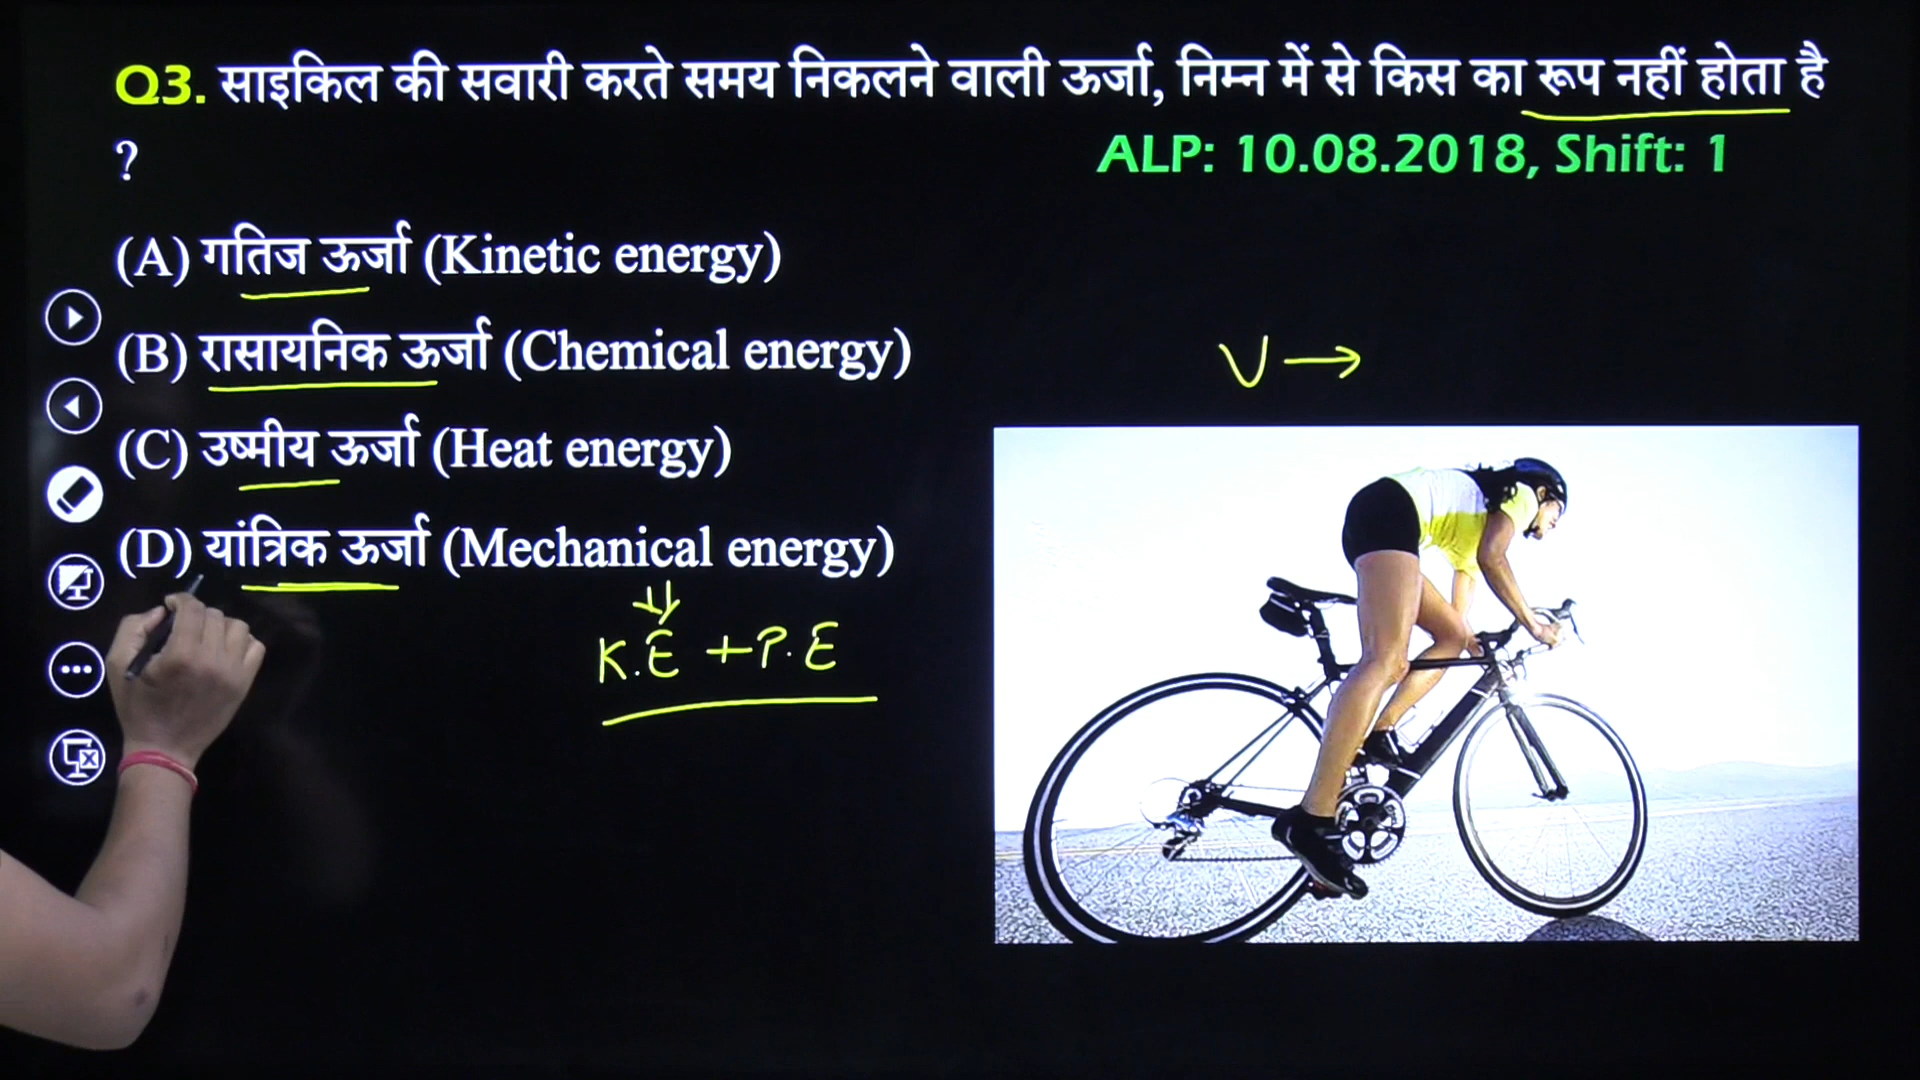 Q3. साइकिल की सवारी करते समय निकलने वाली ऊर्जा, निम्न में से किस का रूप नहीं होता है
?
ALP: 10.08.2018, Shift: 1
(A) गतिज ऊर्जा (Kinetic energy)
(B) रासायनिक ऊर्जा (Chemical energy)
V →
(C) उष्मीय ऊर्जा (Heat energy)
(D) यांत्रिक ऊर्जा (Mechanical energy)
K.E + P.E